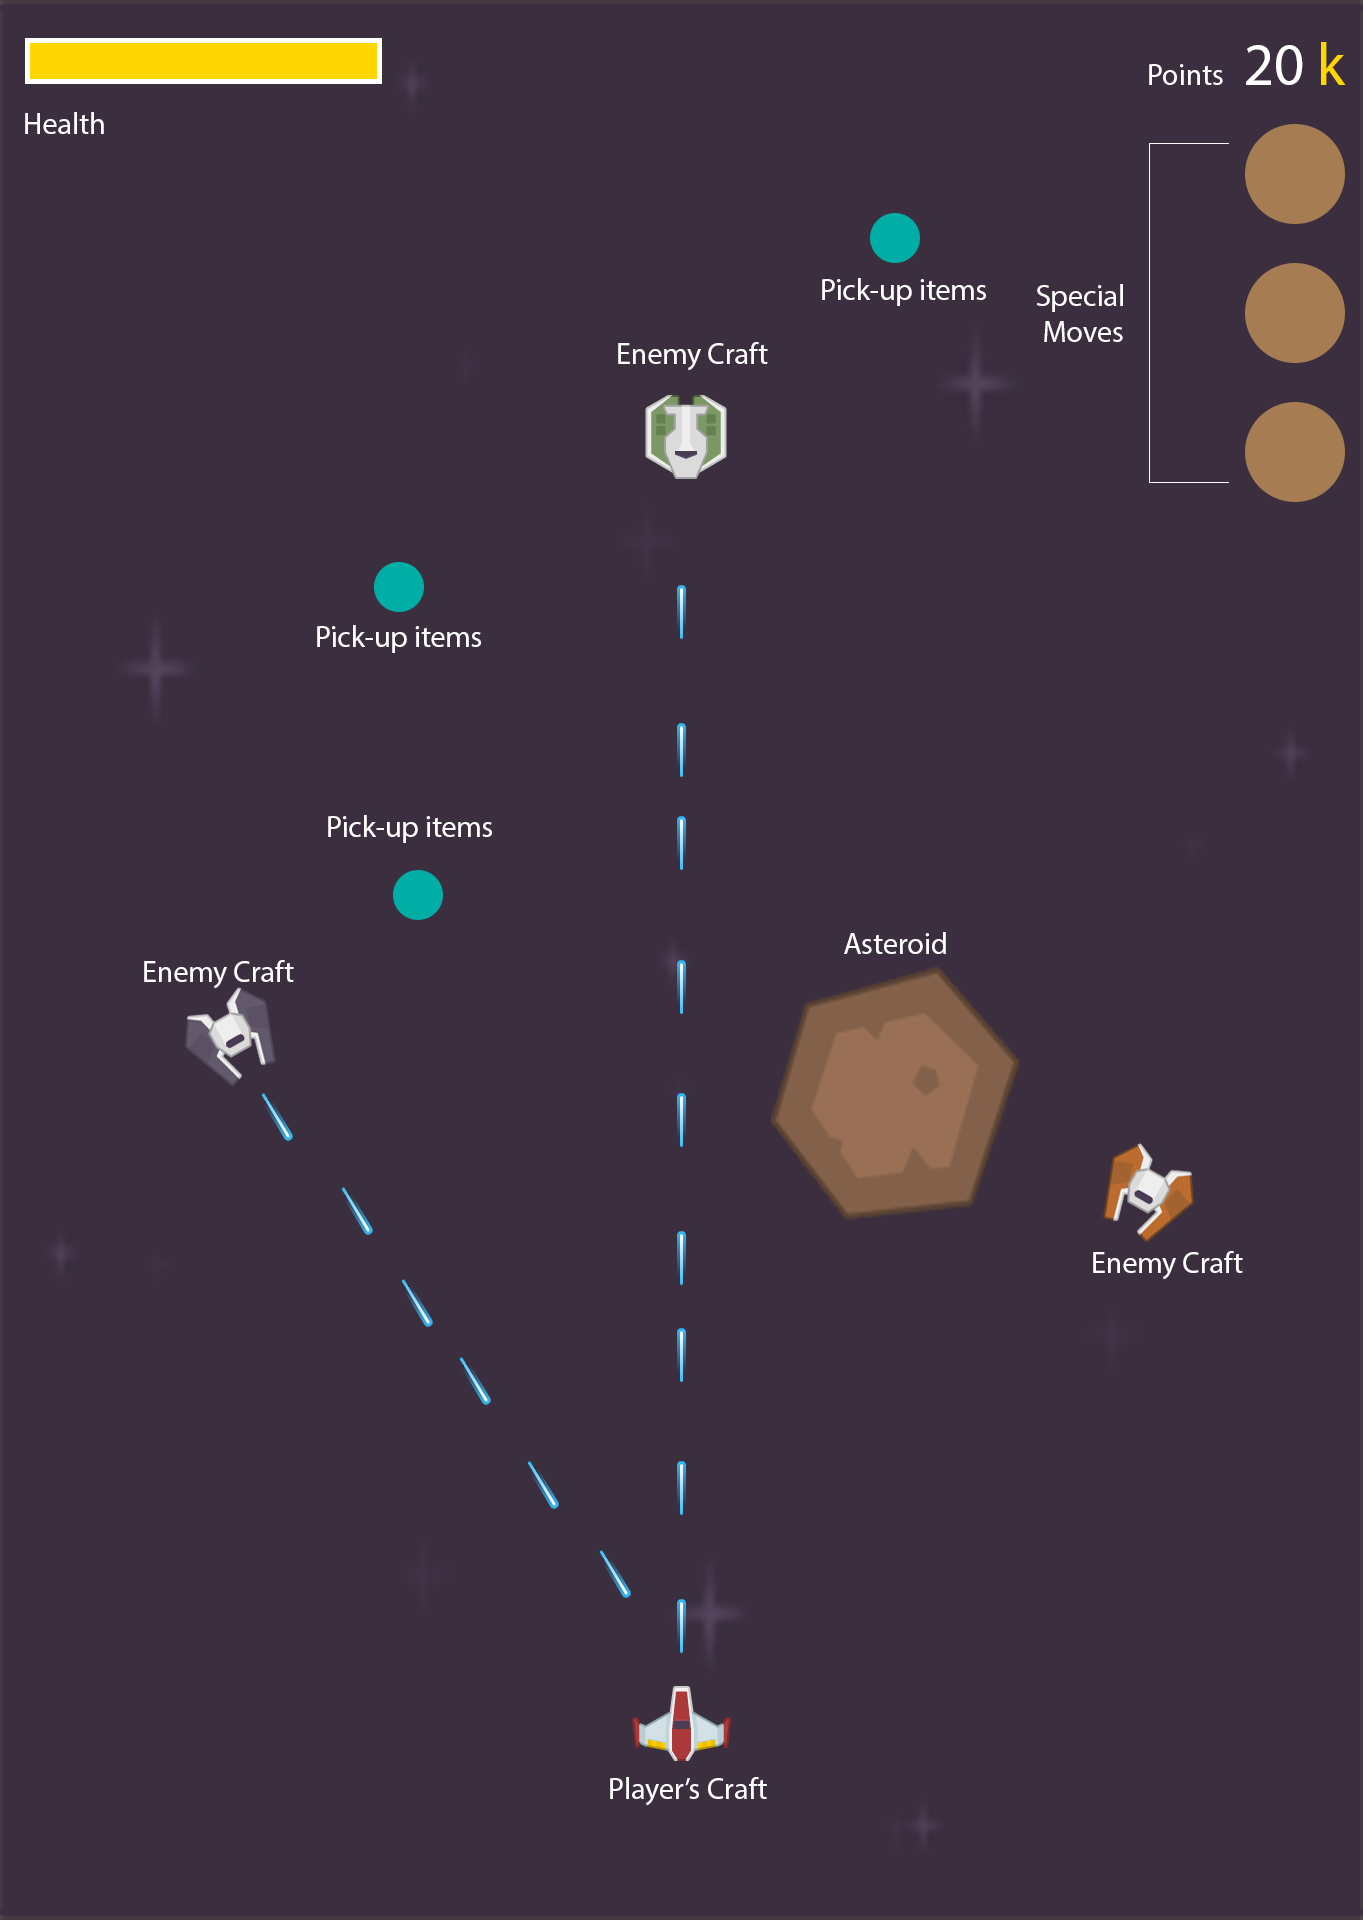 Points 20 k
Health
Pick-up items
Special
Moves
Enemy Craft
Pick-up items
Pick-up items
Asteroid
Enemy Craft
Enemy Craft
Player’s Craft